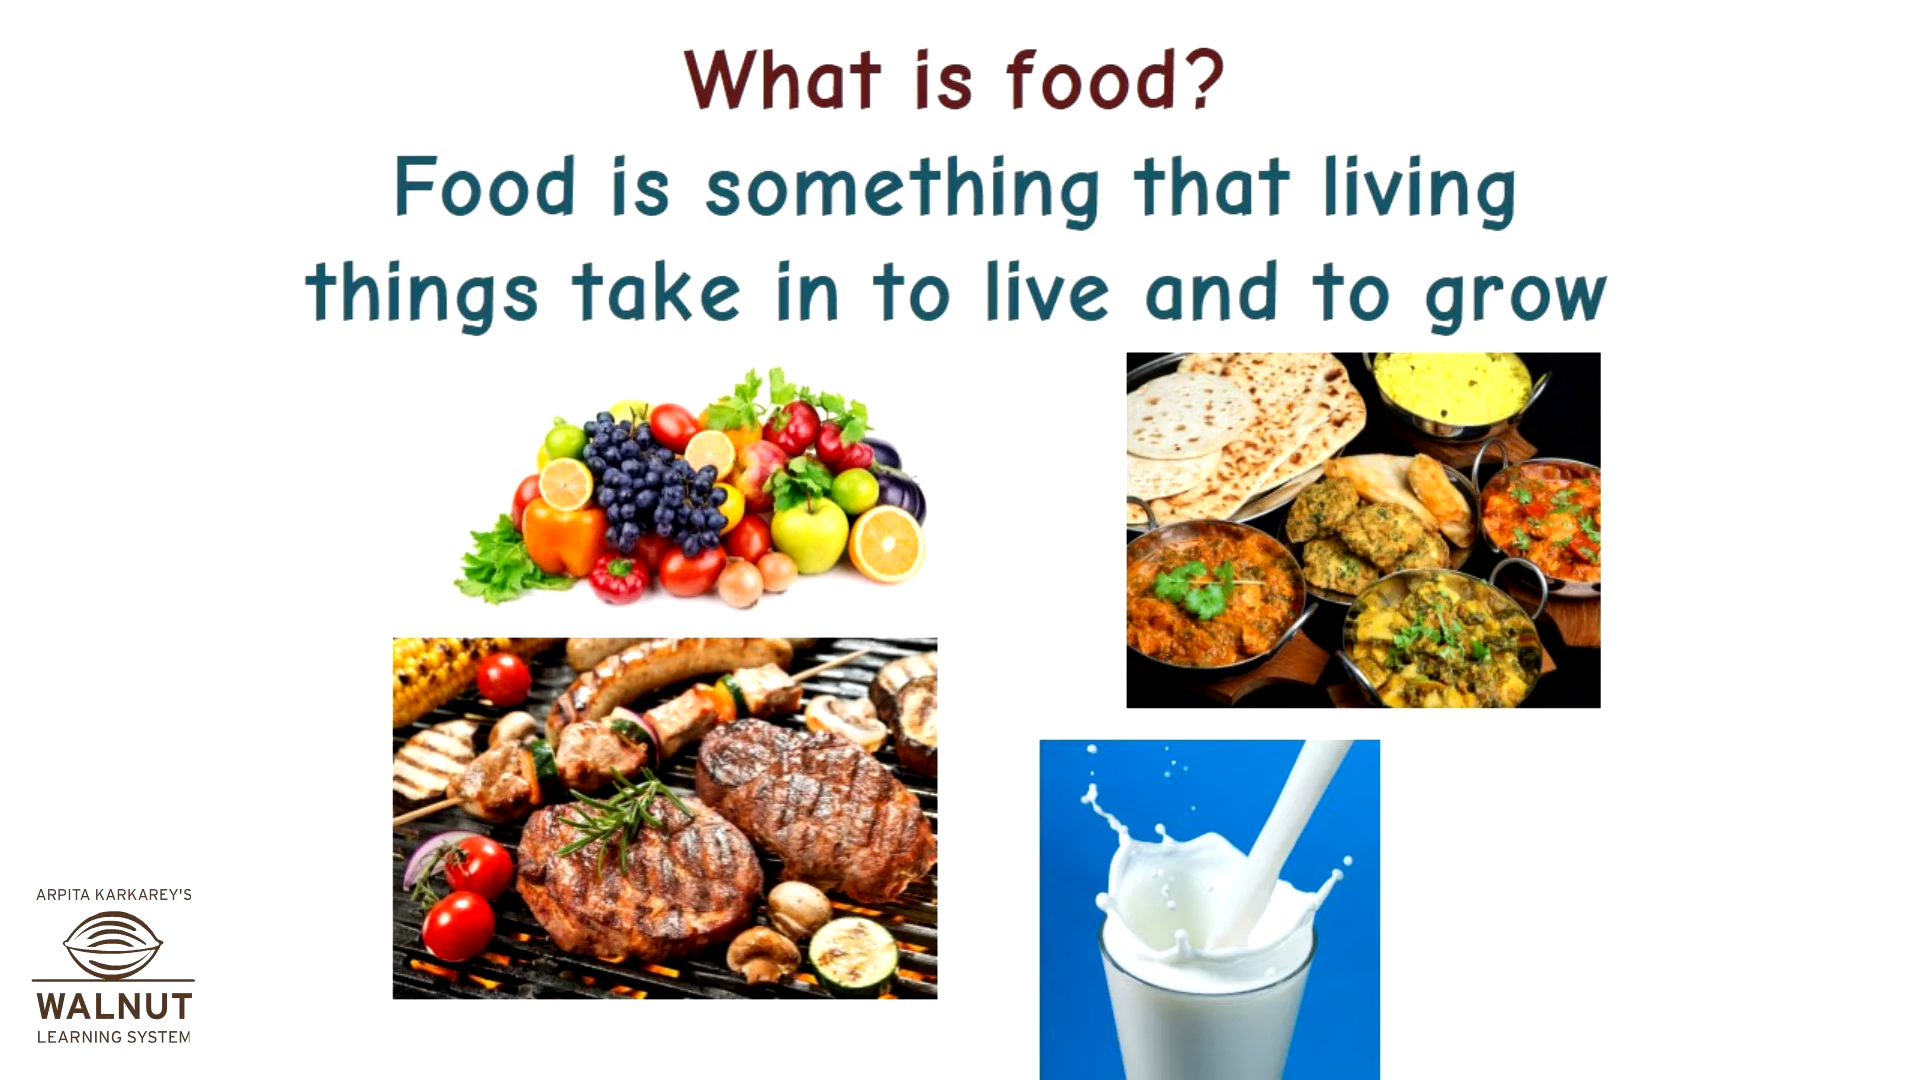 What is food?
Food is something that living
things take in to live and to grow
ARPITA KARKAREY'S
WALNUT
LEARNING SYSTEM